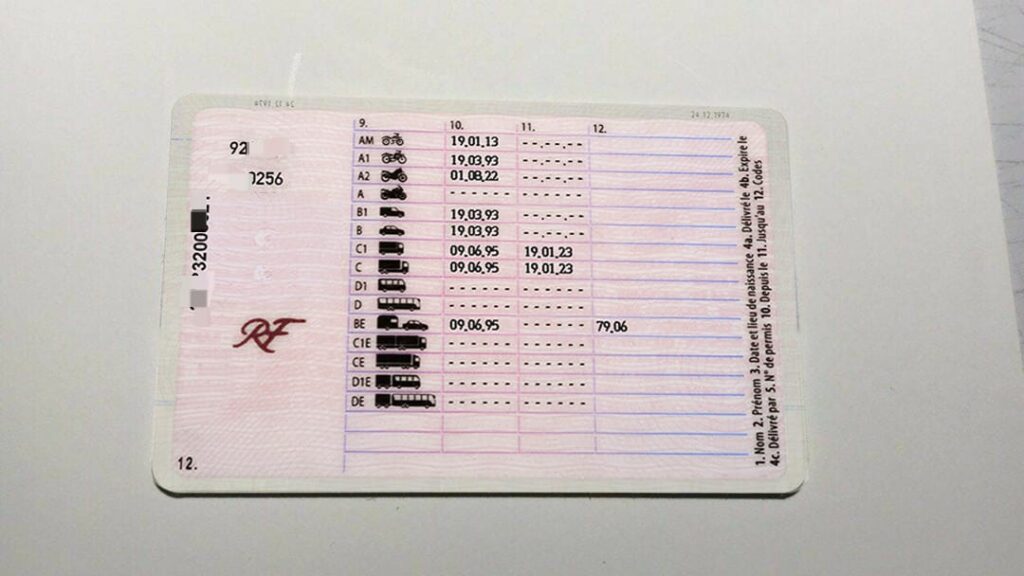 24.12.1974
9. 10. 11. 12.
AM 19.01.13 --.--.--
A1 19.03.93 --.--.--
A2 01.08.22 --.--.--
A ------ ------
B1 19.03.93 --.--.--
B 19.03.93 --.--.--
C1 09.06.95 19.01.23
C 09.06.95 19.01.23
D1 ------ ------
D ------ ------
BE 09.06.95 ------ 79.06
C1E ------ ------
CE ------ ------
D1E ------ ------
DE ------ ------
92
0256
3200
RF
12.
1. Nom 2. Prénom 3. Date et lieu de naissance 4a. Délivré le 4b. Expire le
4c. Délivré par 5. N° de permis 10. Depuis le 11. Jusqu'au 12. Codes